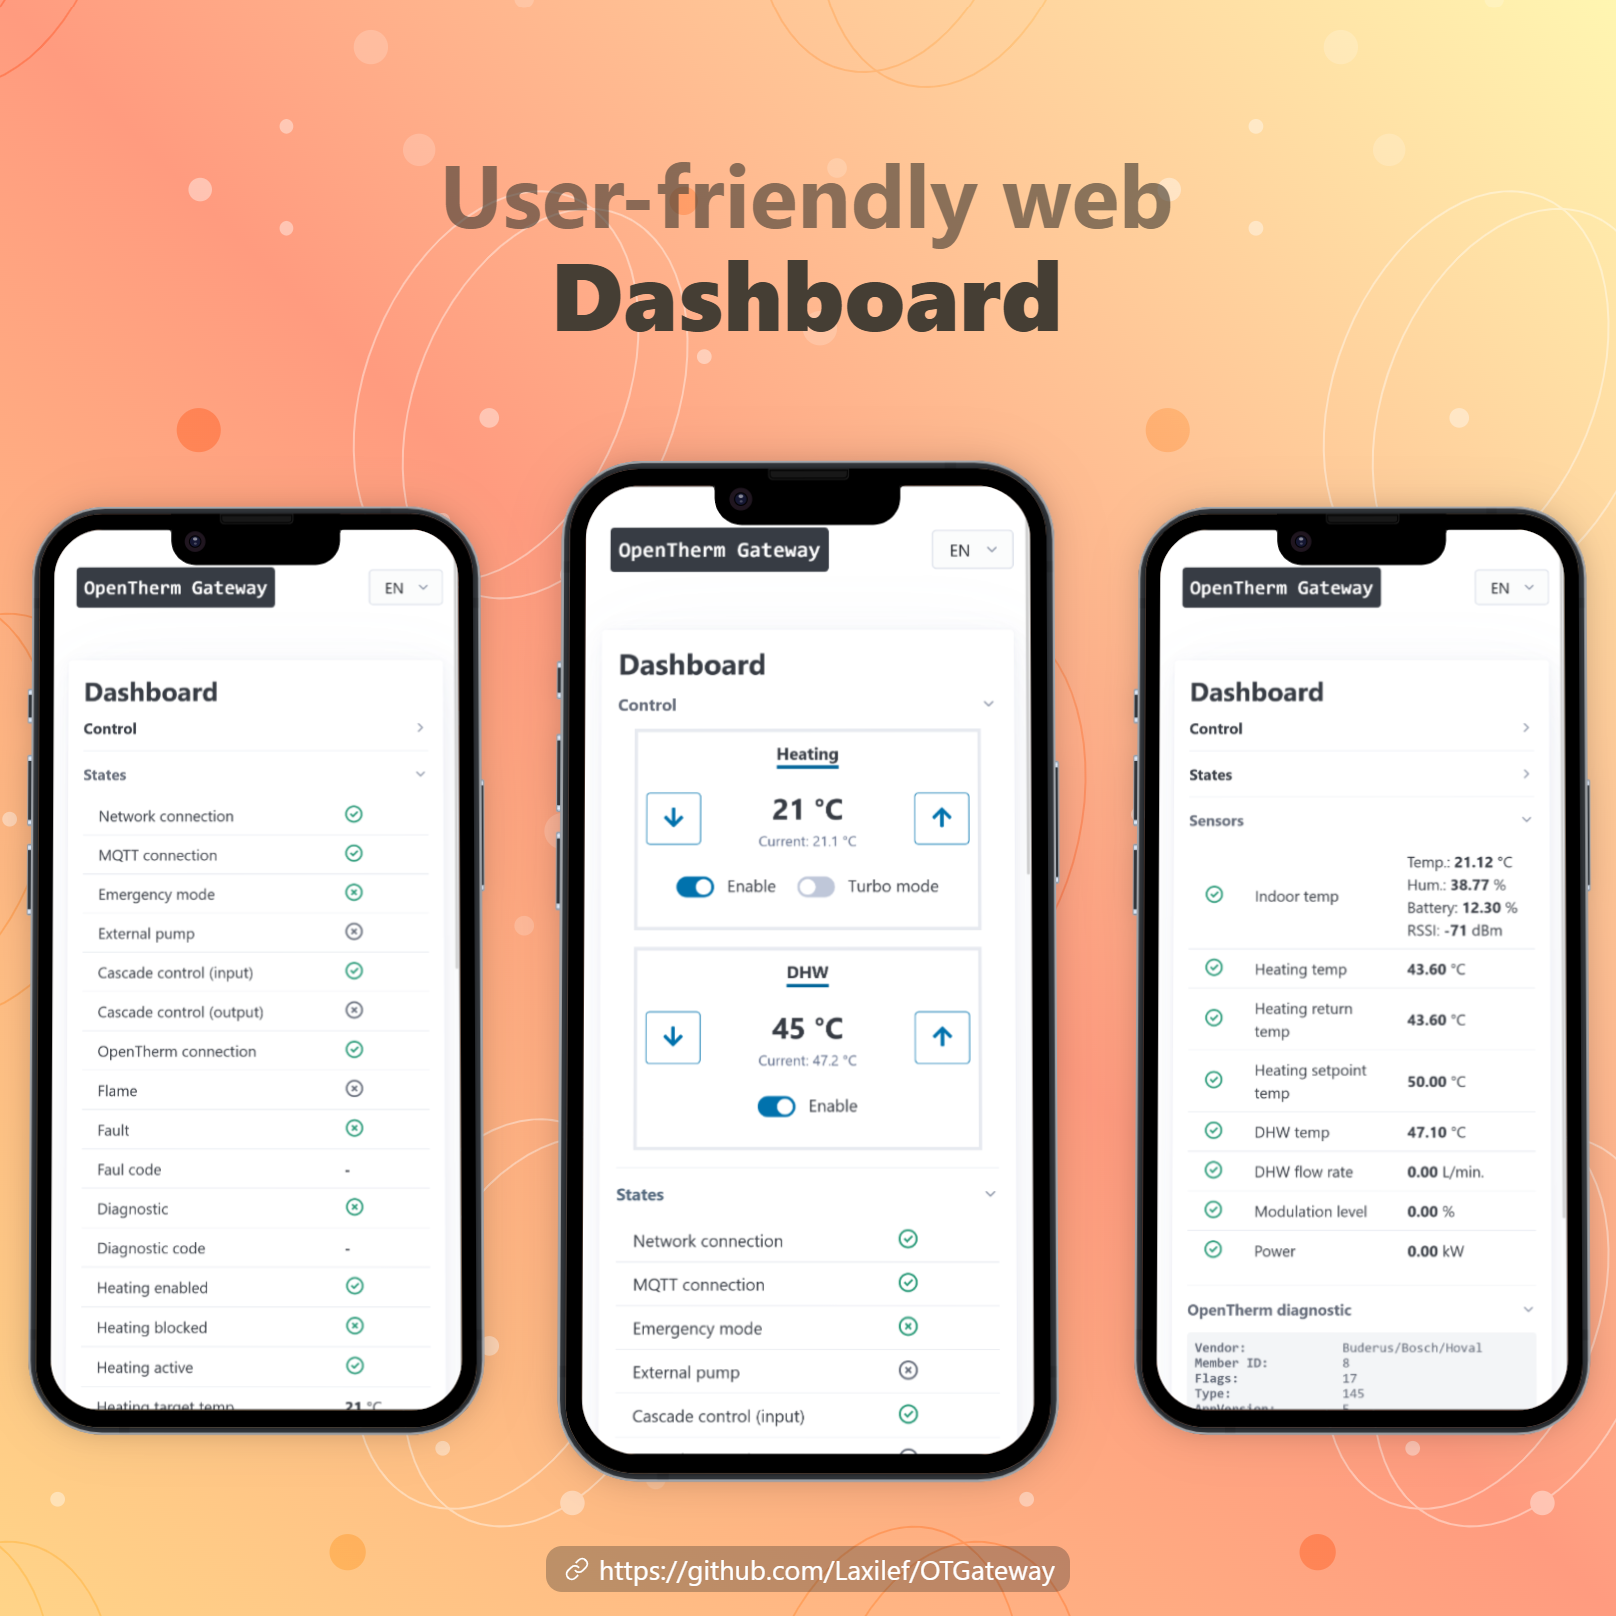 User-friendly web
Dashboard
OpenTherm Gateway
EN
Dashboard
Control
States
Network connection
MQTT connection
Emergency mode
External pump
Cascade control (input)
Cascade control (output)
OpenTherm connection
Flame
Fault
Faul code -
Diagnostic
Diagnostic code -
Heating enabled
Heating blocked
Heating active
Heating target temp 21 °C
OpenTherm Gateway
EN
Dashboard
Control
Heating
21 °C
Current: 21.1 °C
Enable Turbo mode
DHW
45 °C
Current: 47.2 °C
Enable
States
Network connection
MQTT connection
Emergency mode
External pump
Cascade control (input)
OpenTherm Gateway
EN
Dashboard
Control
States
Sensors
Indoor temp
Temp.: 21.12 °C
Hum.: 38.77 %
Battery: 12.30 %
RSSI: -71 dBm
Heating temp 43.60 °C
Heating return
temp
43.60 °C
Heating setpoint
temp
50.00 °C
DHW temp 47.10 °C
DHW flow rate 0.00 L/min.
Modulation level 0.00 %
Power 0.00 kW
OpenTherm diagnostic
Vendor: Buderus/Bosch/Hoval
Member ID: 8
Flags: 17
Type: 145
AppVersion: 5
https://github.com/Laxilef/OTGateway